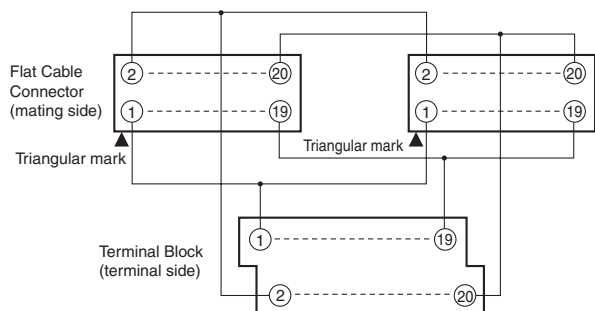 2 20 2 20
Flat Cable
Connector
(mating side)
1 19 1 19
Triangular mark
Triangular mark
1 19
Terminal Block
(terminal side)
2 20